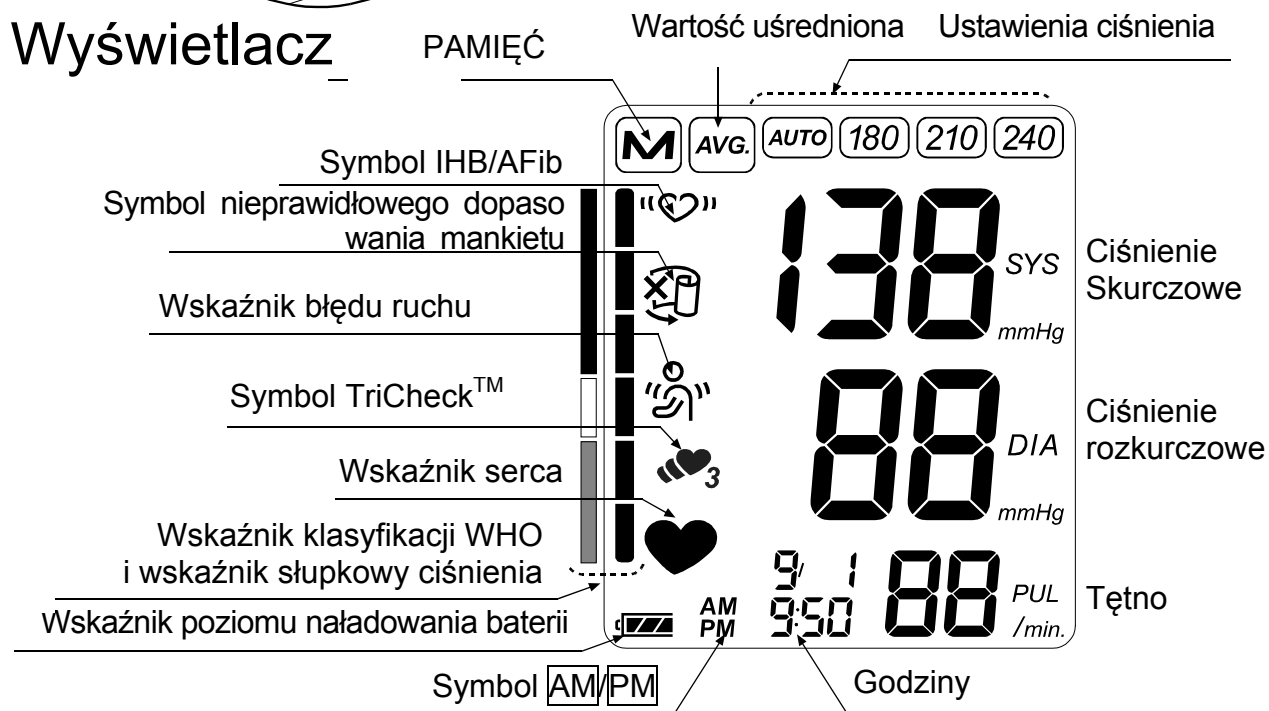 Wyświetlacz
PAMIĘĆ
Wartość uśredniona
Ustawienia ciśnienia
M
AVG.
AUTO
180
210
240
Symbol IHB/AFib
Symbol nieprawidłowego dopaso
wania mankietu
Wskaźnik błędu ruchu
Symbol TriCheck™
Wskaźnik serca
Wskaźnik klasyfikacji WHO
i wskaźnik słupkowy ciśnienia
Wskaźnik poziomu naładowania baterii
138
SYS
mmHg
Ciśnienie
Skurczowe
88
DIA
mmHg
Ciśnienie
rozkurczowe
3
AM
PM
9/ 1
9:50
88
PUL
/min.
Tętno
Symbol AM/PM
Godziny